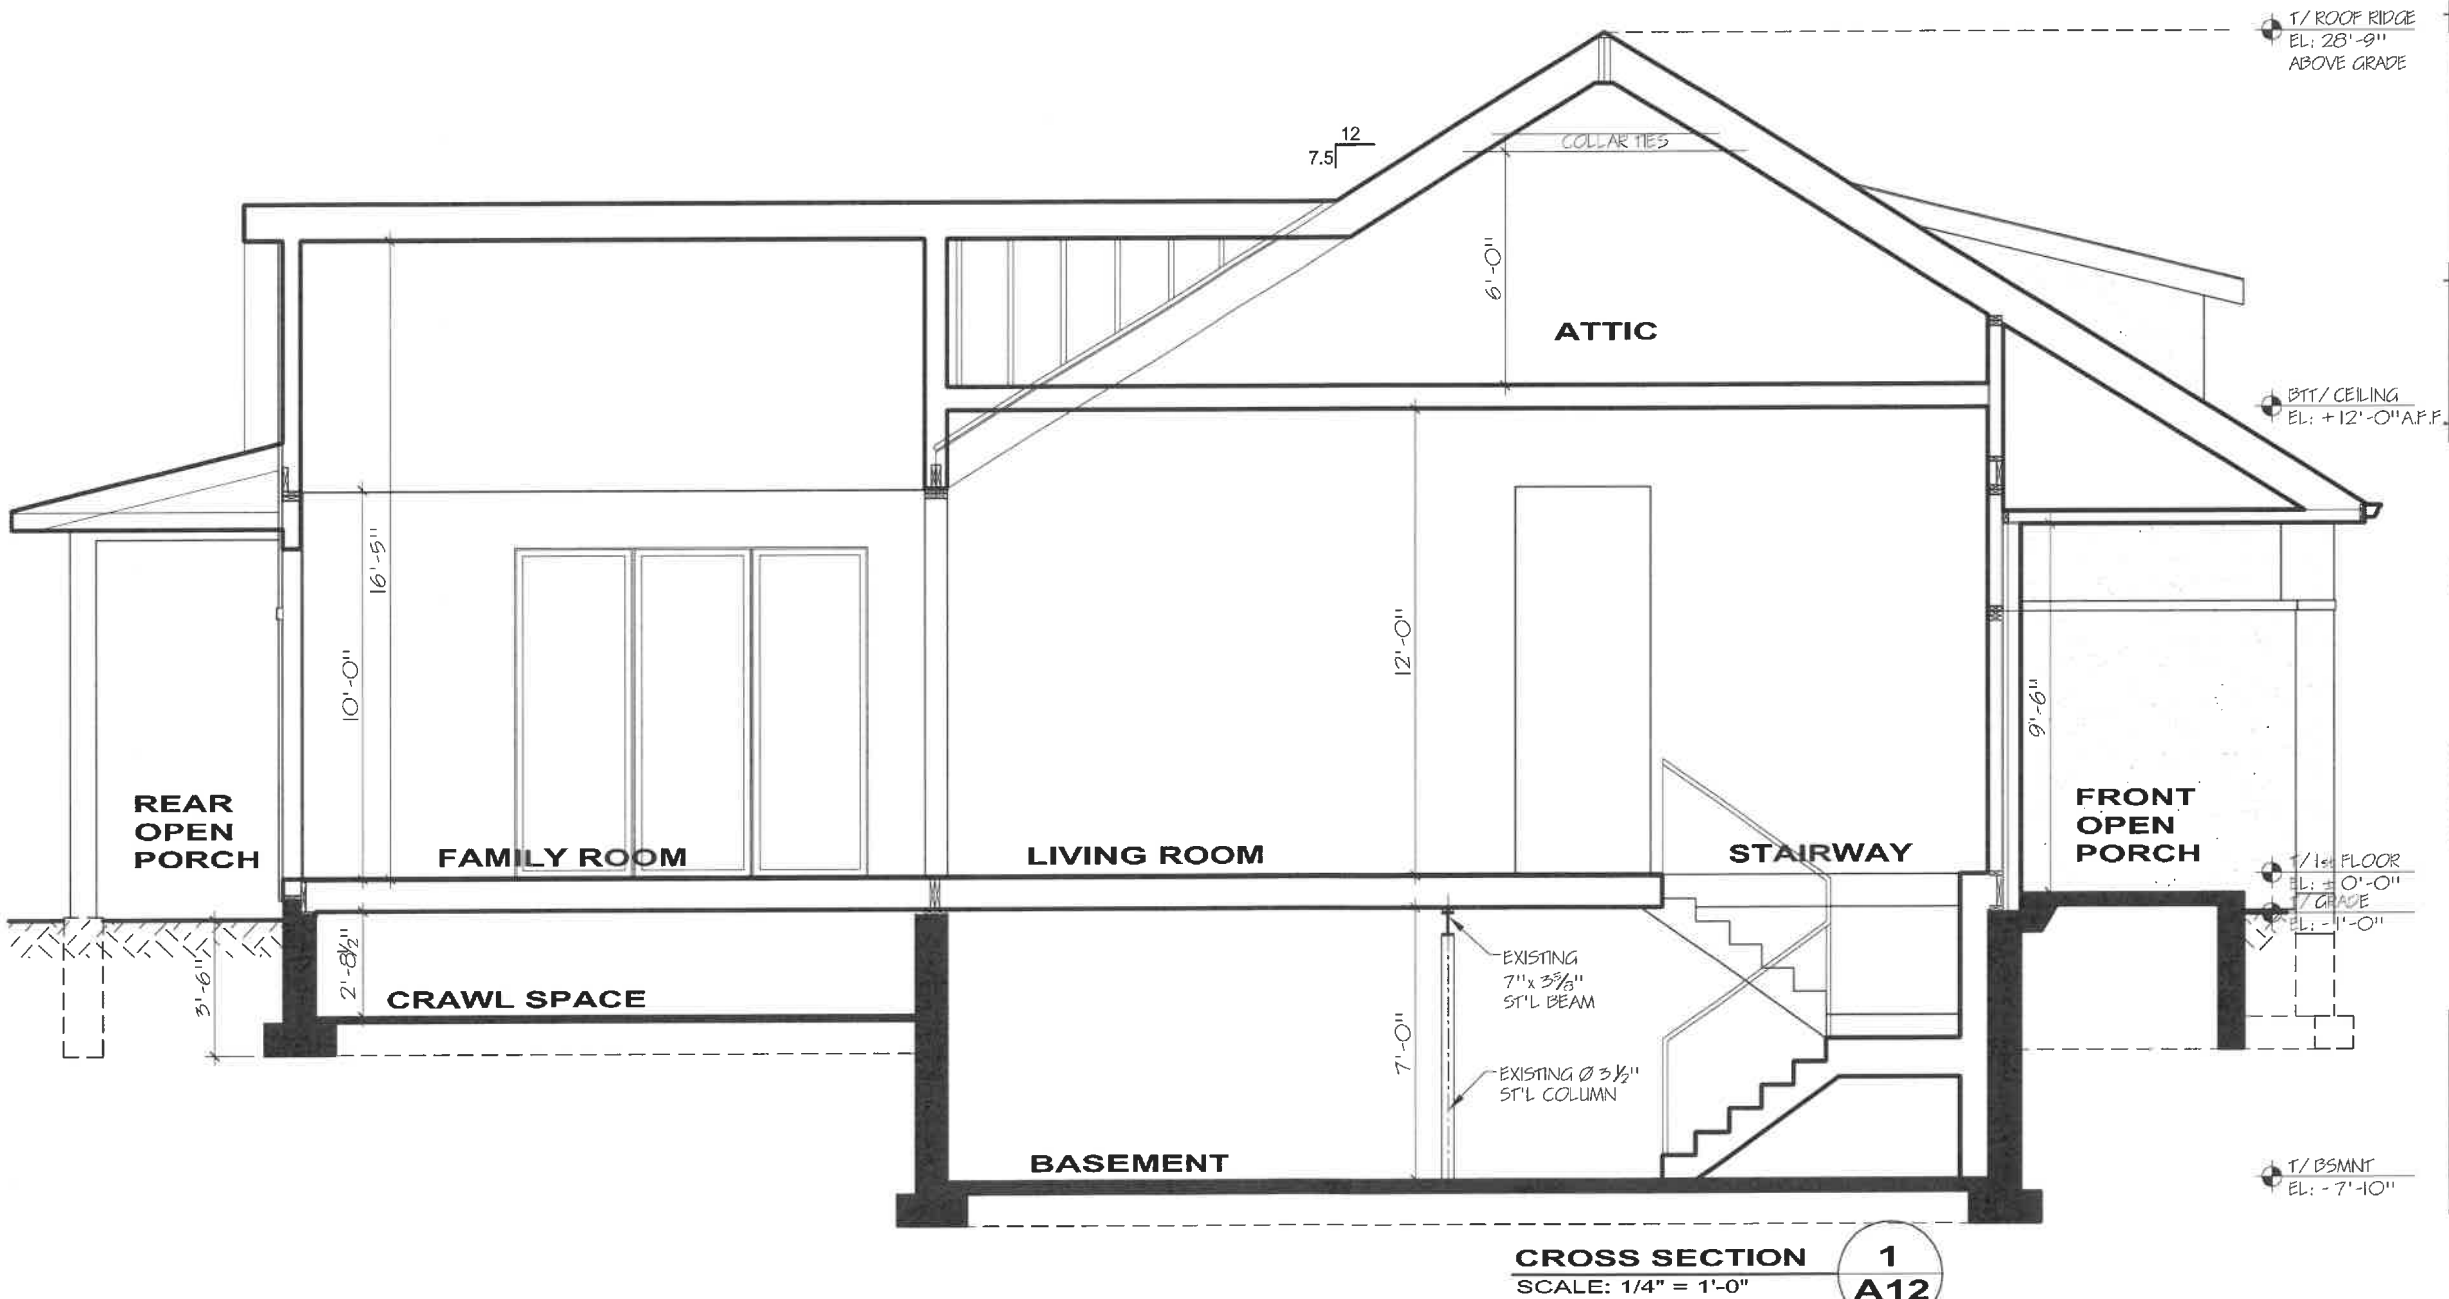 T/ ROOF RIDGE
EL: 28'-9"
ABOVE GRADE
12
7.5
COLLAR TIES
6'-0"
ATTIC
BTT/ CEILING
EL: +12'-0" A.F.F.
16'-5"
10'-0"
12'-0"
9'-6"
REAR
OPEN
PORCH
FAMILY ROOM
LIVING ROOM
STAIRWAY
FRONT
OPEN
PORCH
T/ 1st FLOOR
EL: ± 0'-0"
T/ GRADE
EL: -1'-0"
3'-6"
2'-8½"
CRAWL SPACE
EXISTING
7" x 3⅝"
ST'L BEAM
7'-0"
EXISTING Ø 3½"
ST'L COLUMN
BASEMENT
T/ BSMNT
EL: -7'-10"
CROSS SECTION
SCALE: 1/4" = 1'-0"
1
A12